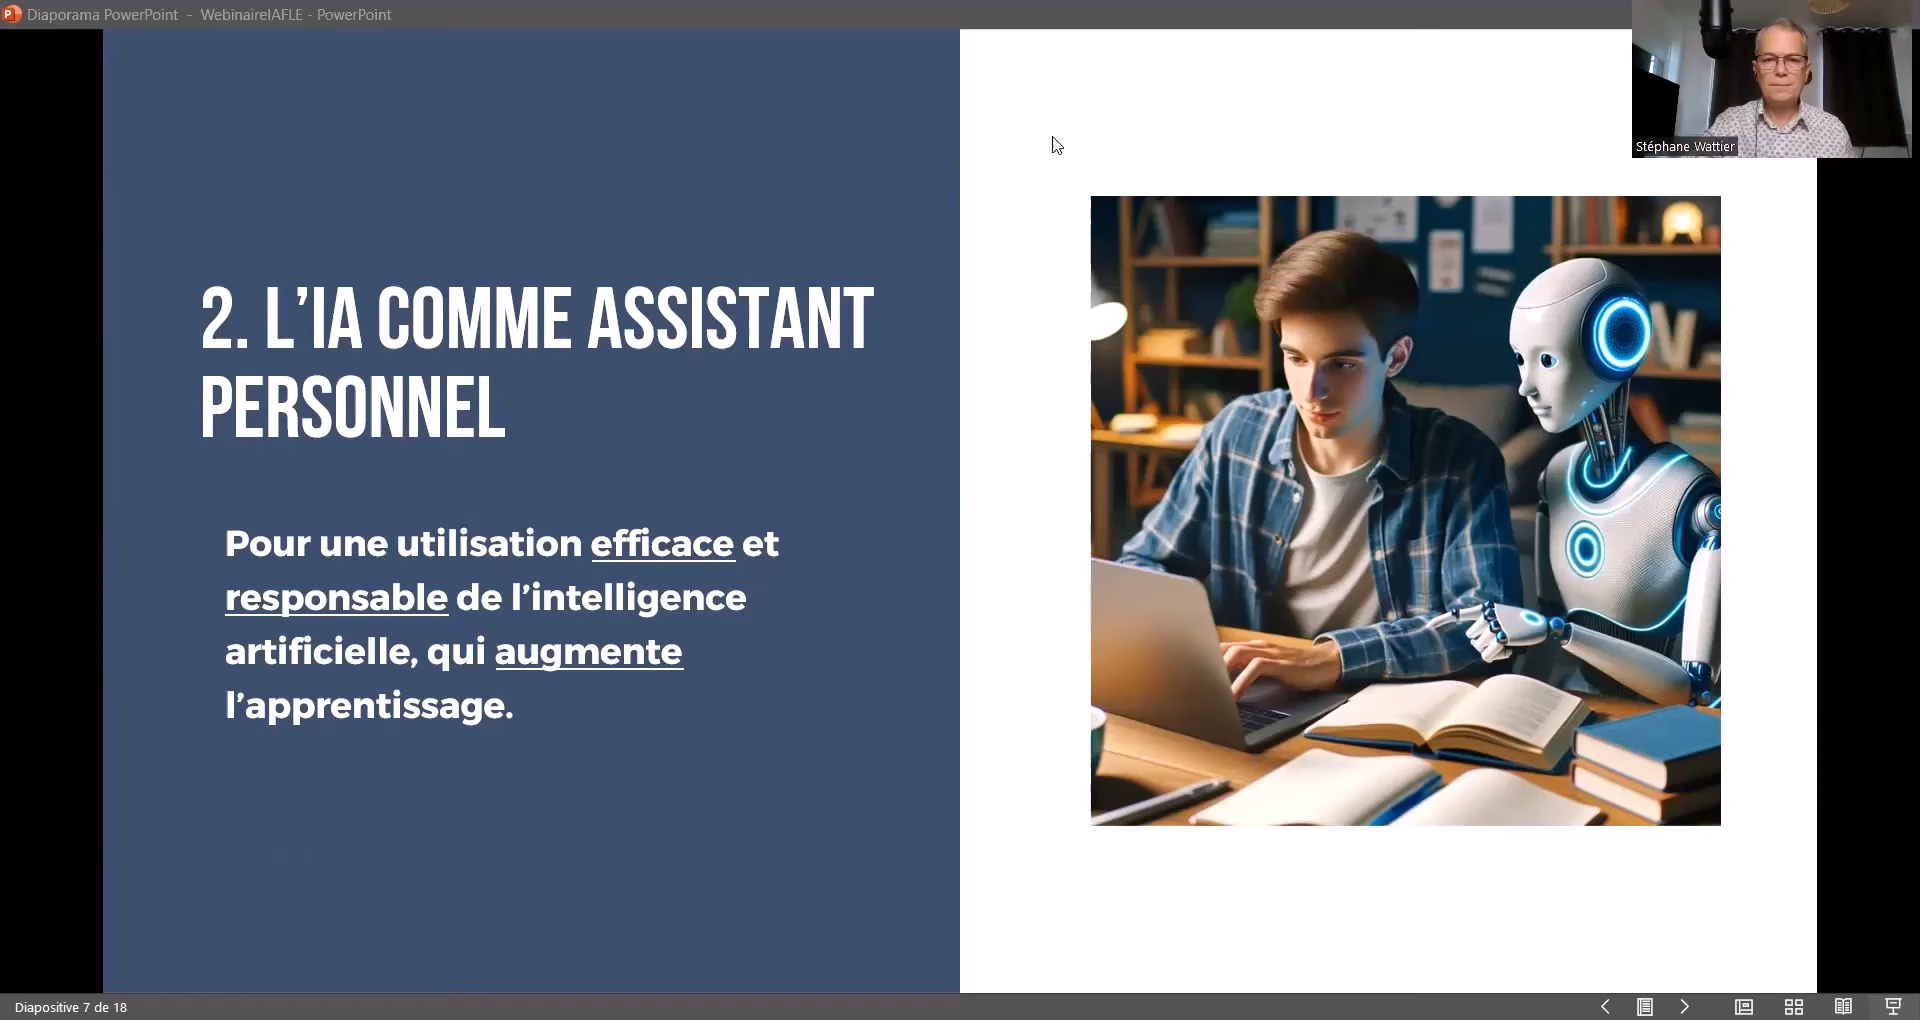 Diaporama PowerPoint - WebinaireIAFLE - PowerPoint
Stéphane Wattier
2. L’IA COMME ASSISTANT
PERSONNEL
Pour une utilisation efficace et
responsable de l’intelligence
artificielle, qui augmente
l’apprentissage.
Diapositive 7 de 18